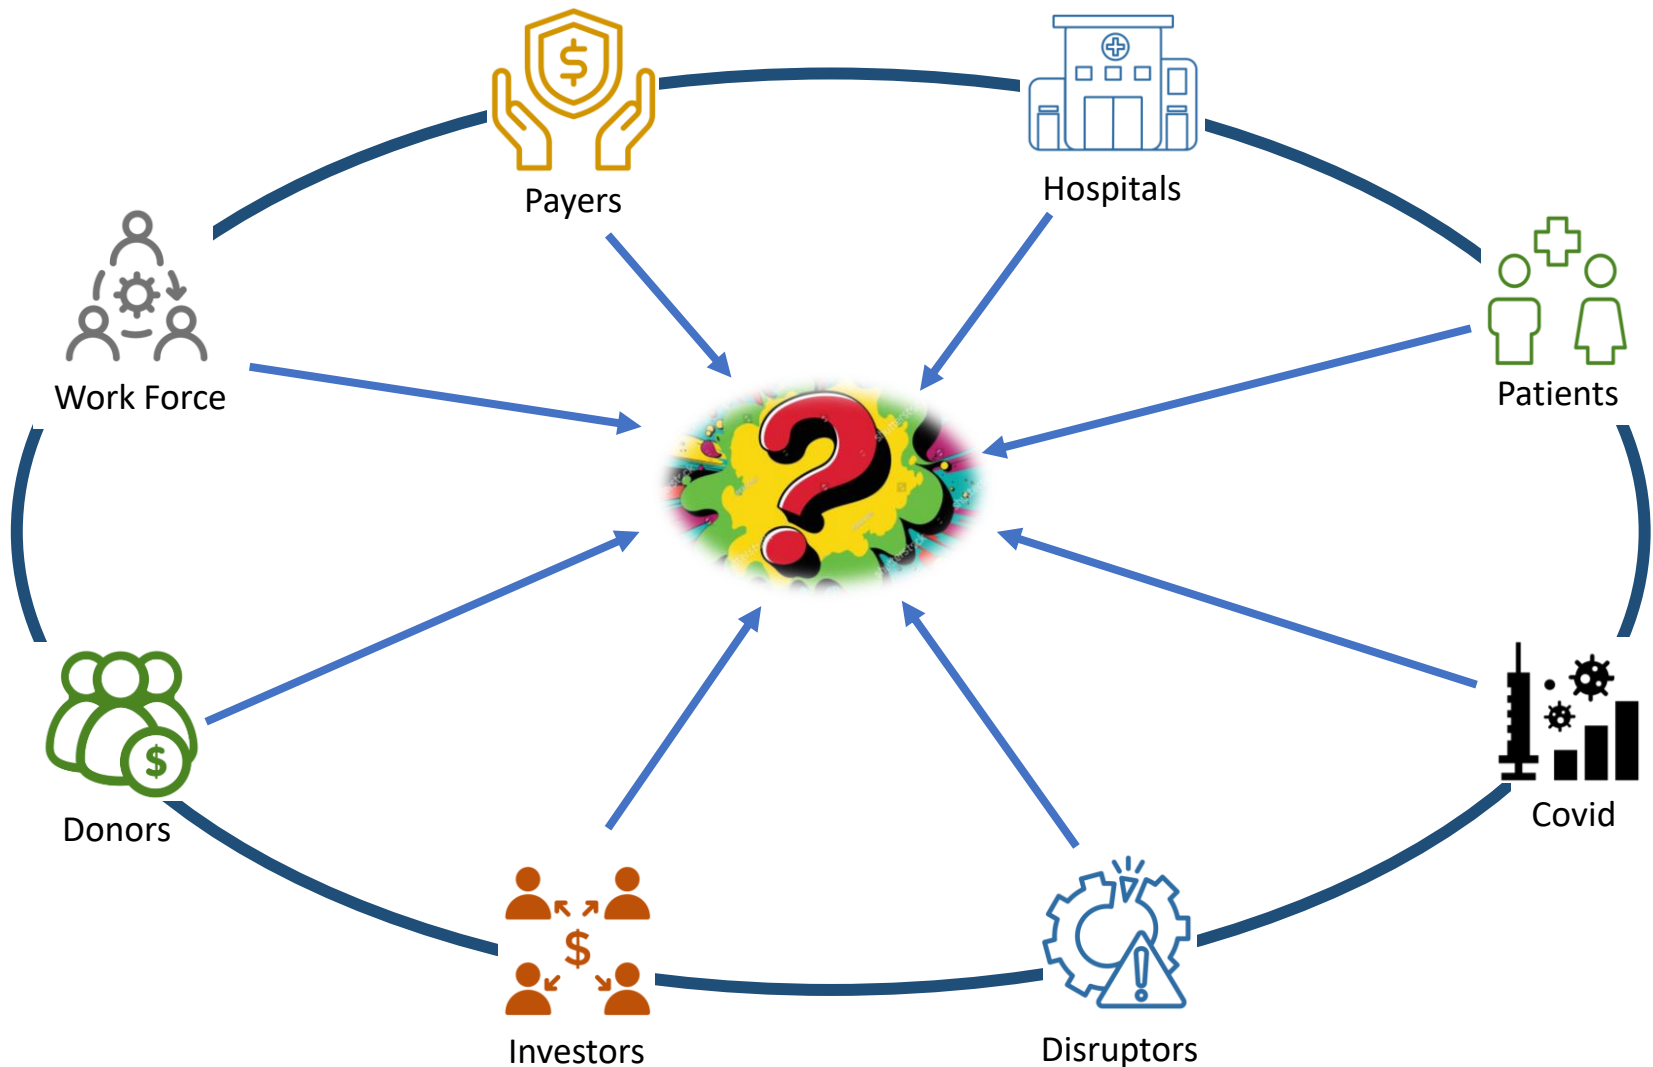 Payers
Hospitals
Work Force
Patients
Donors
Covid
Investors
Disruptors